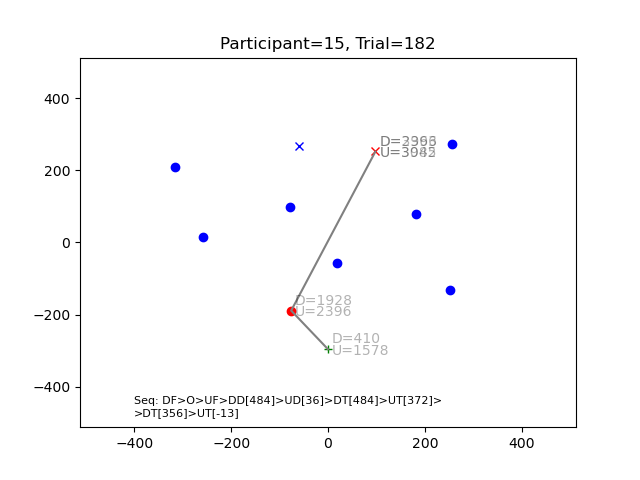 Participant=15, Trial=182
400
200
0
−200
−400
D=1928
U=2396
D=410
U=1578
Seq: DF>O>UF>DD[484]>UD[36]>DT[484]>UT[372]>
>DT[356]>UT[-13]
−400
−200
0
200
400